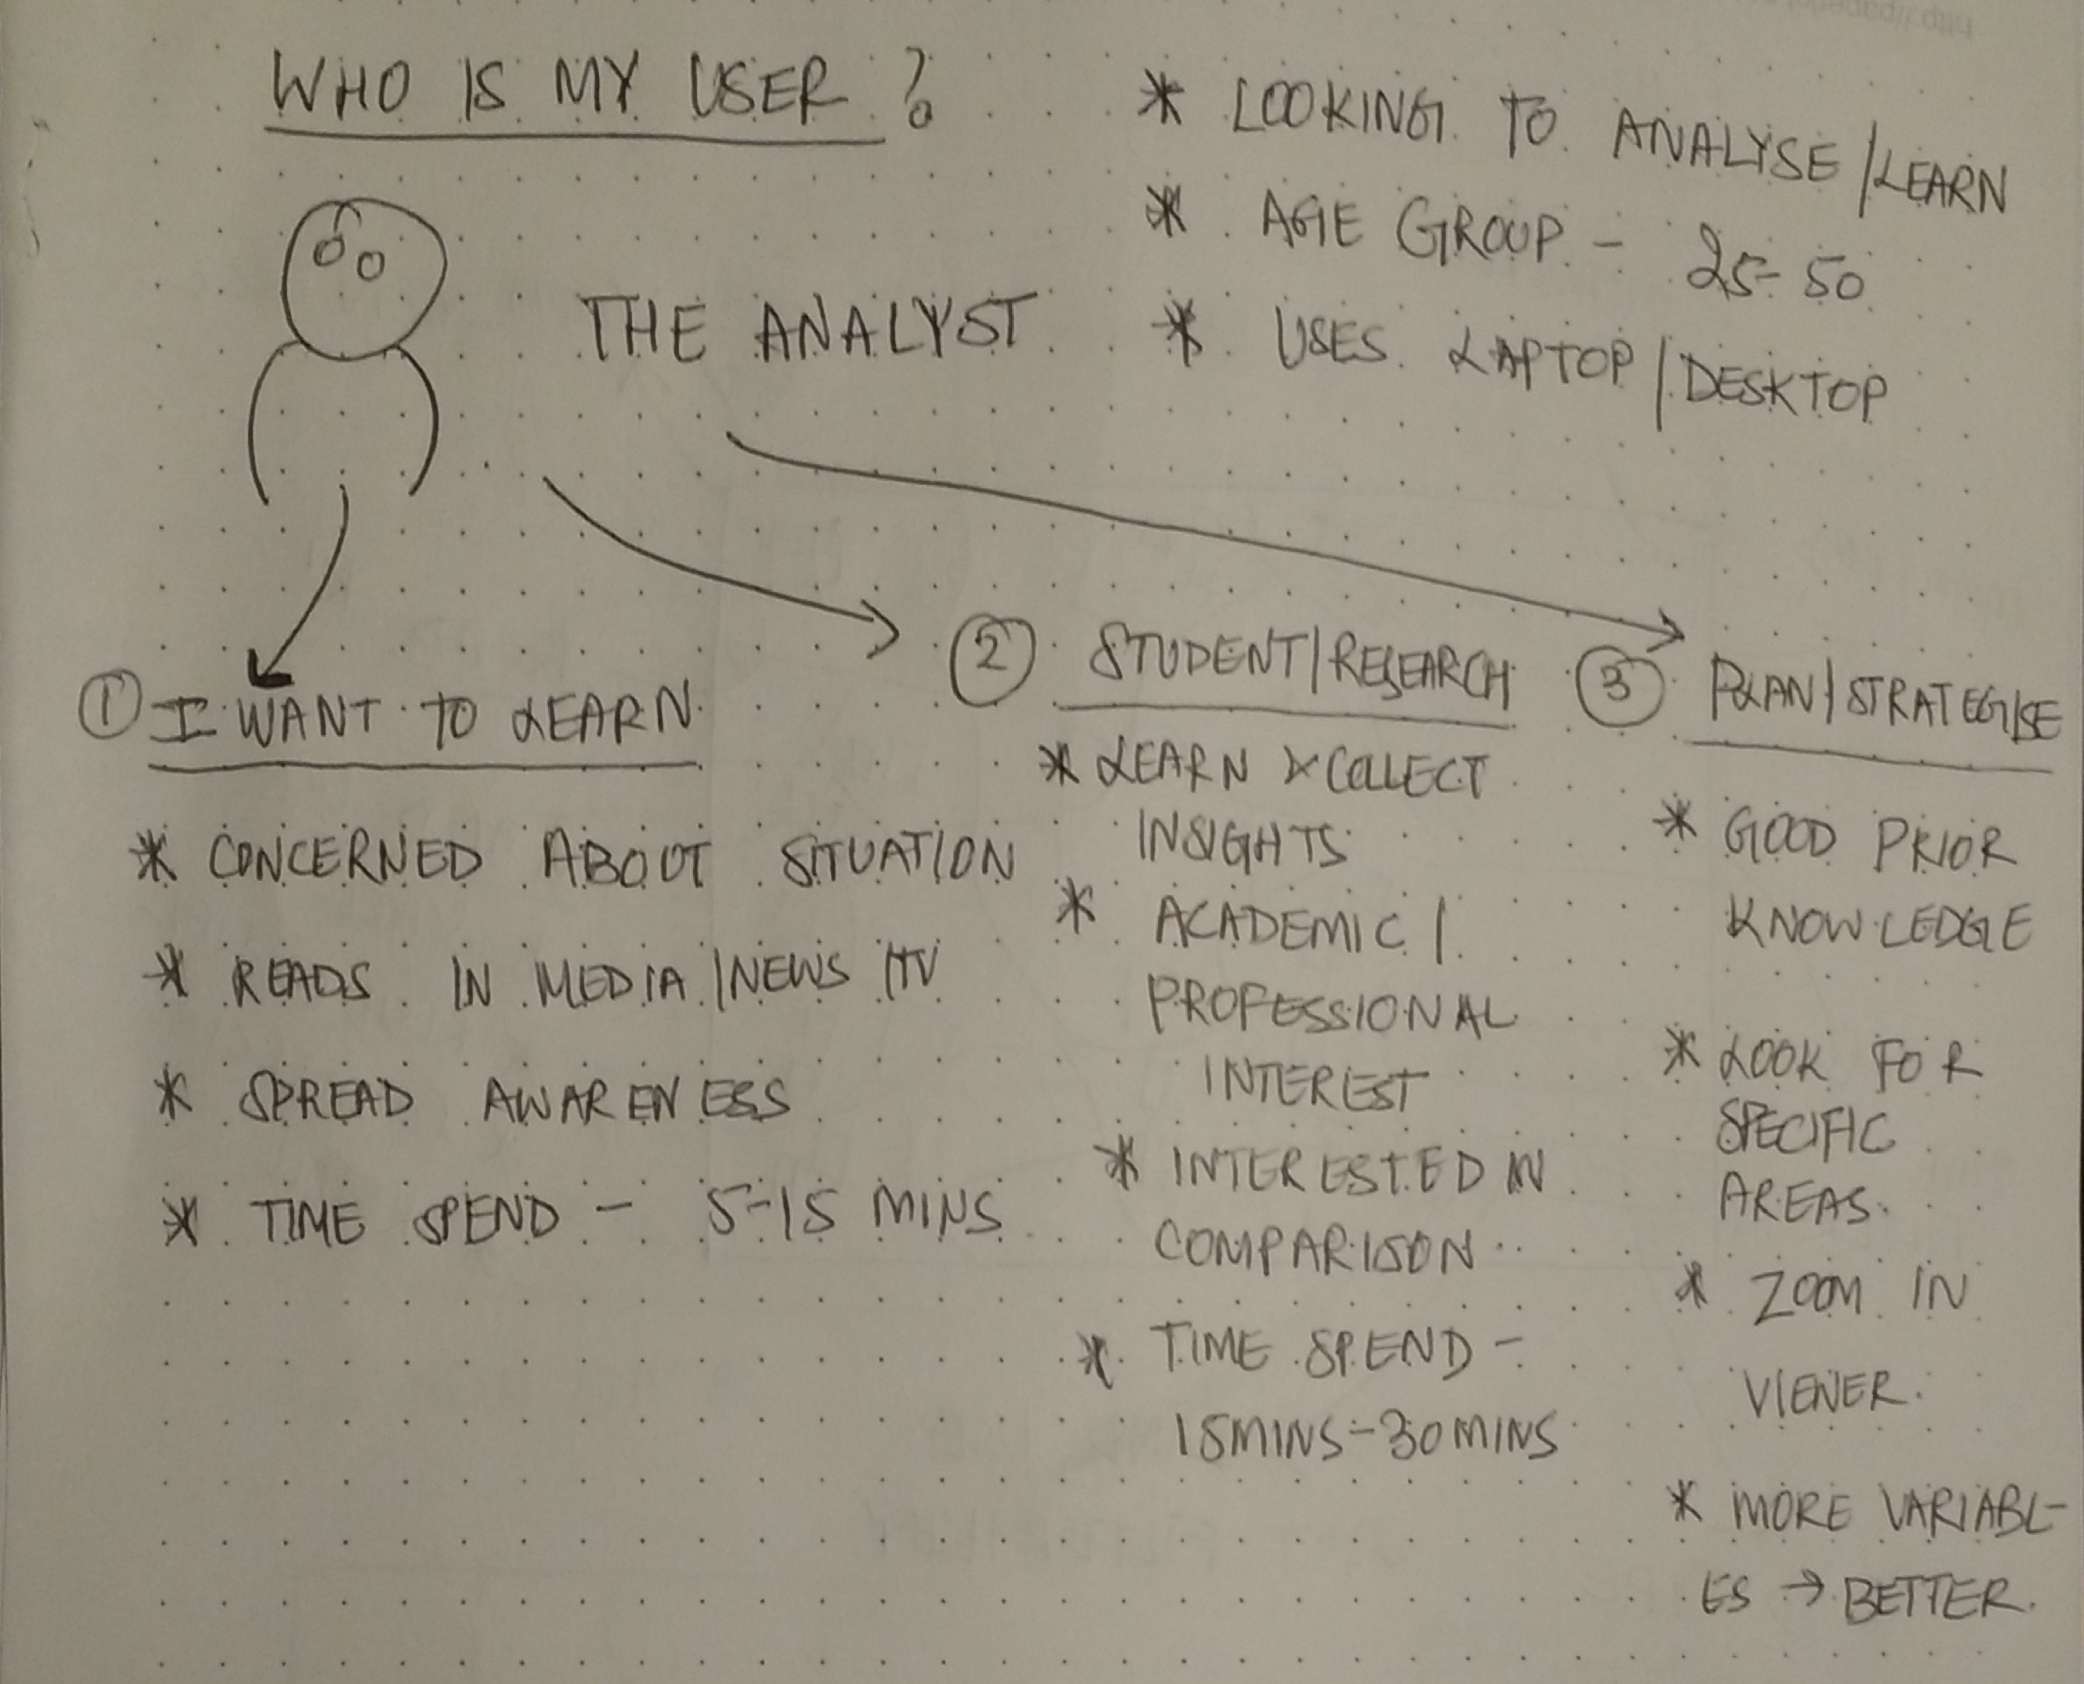 WHO IS MY USER?
* LOOKING TO ANALYSE/LEARN
* AGE GROUP - 25-50
THE ANALYST
* USES LAPTOP/DESKTOP
① I WANT TO LEARN
* CONCERNED ABOUT SITUATION
* READS IN MEDIA/NEWS/TV
* SPREAD AWARENESS
* TIME SPEND - 5-15 MINS
② STUDENT/RESEARCH
* LEARN & COLLECT
INSIGHTS
* ACADEMIC/
PROFESSIONAL
INTEREST
* INTERESTED IN
COMPARISON
* TIME SPEND -
15MINS-30MINS
③ PLAN/STRATEGISE
* GOOD PRIOR
KNOWLEDGE
* LOOK FOR
SPECIFIC
AREAS.
* ZOOM IN
VIEWER.
* MORE VARIABL-
ES → BETTER.